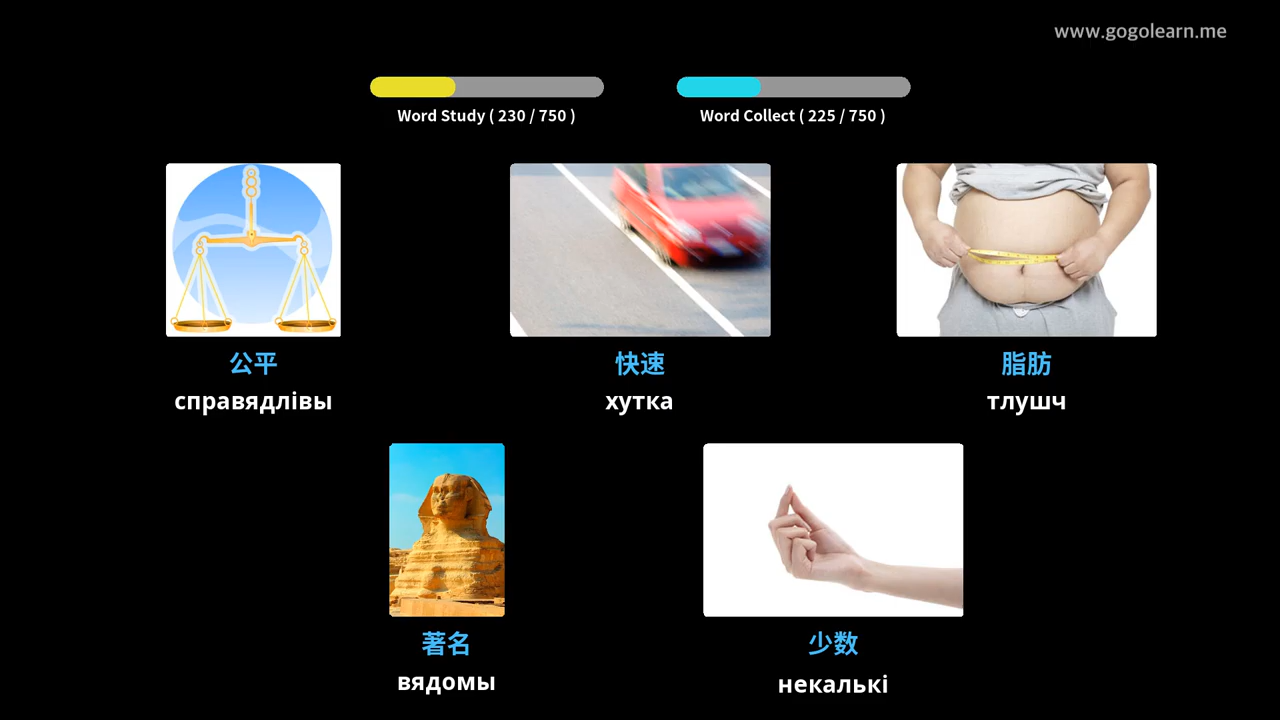 www.gogolearn.me
Word Study ( 230 / 750 )
Word Collect ( 225 / 750 )
公平
справядлівы
快速
хутка
脂肪
тлушч
著名
вядомы
少数
некалькі